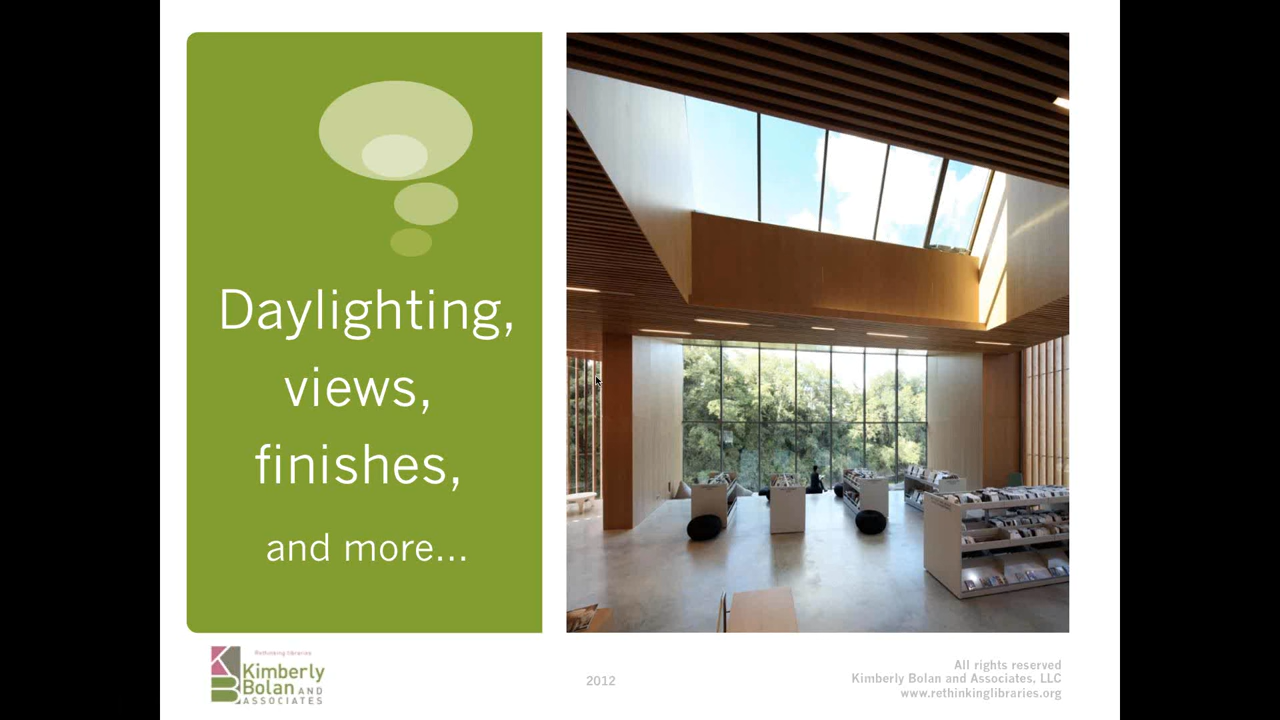 Daylighting,
views,
finishes,
and more...
Rethinking libraries
Kimberly
Bolan AND
ASSOCIATES
2012
All rights reserved
Kimberly Bolan and Associates, LLC
www.rethinkinglibraries.org